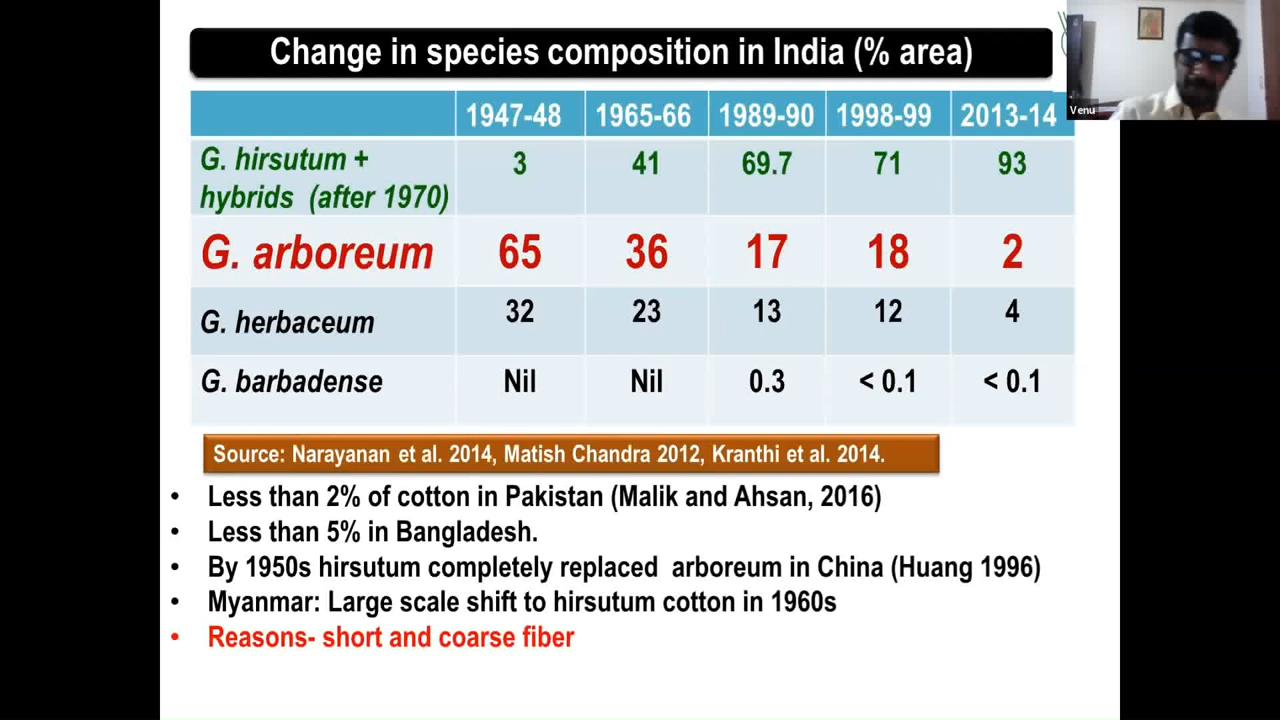 Change in species composition in India (% area)
Venu
1947-48 1965-66 1989-90 1998-99 2013-14
G. hirsutum +
hybrids (after 1970) 3 41 69.7 71 93
G. arboreum 65 36 17 18 2
G. herbaceum 32 23 13 12 4
G. barbadense Nil Nil 0.3 < 0.1 < 0.1
Source: Narayanan et al. 2014, Matish Chandra 2012, Kranthi et al. 2014.
• Less than 2% of cotton in Pakistan (Malik and Ahsan, 2016)
• Less than 5% in Bangladesh.
• By 1950s hirsutum completely replaced arboreum in China (Huang 1996)
• Myanmar: Large scale shift to hirsutum cotton in 1960s
• Reasons- short and coarse fiber